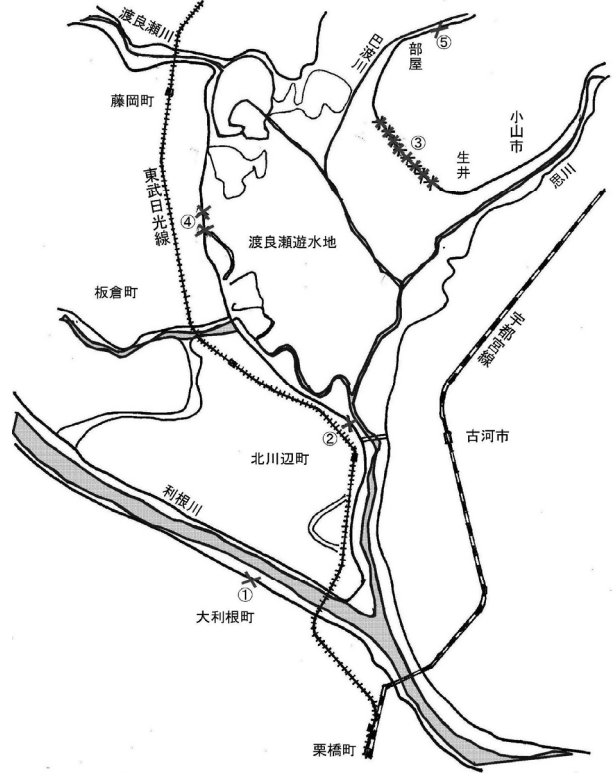 渡良瀬川
巴波川
部屋
⑤
藤岡町
③
小山市
生井
思川
東武日光線
④
渡良瀬遊水地
板倉町
宇都宮線
②
古河市
北川辺町
利根川
①
大利根町
栗橋町